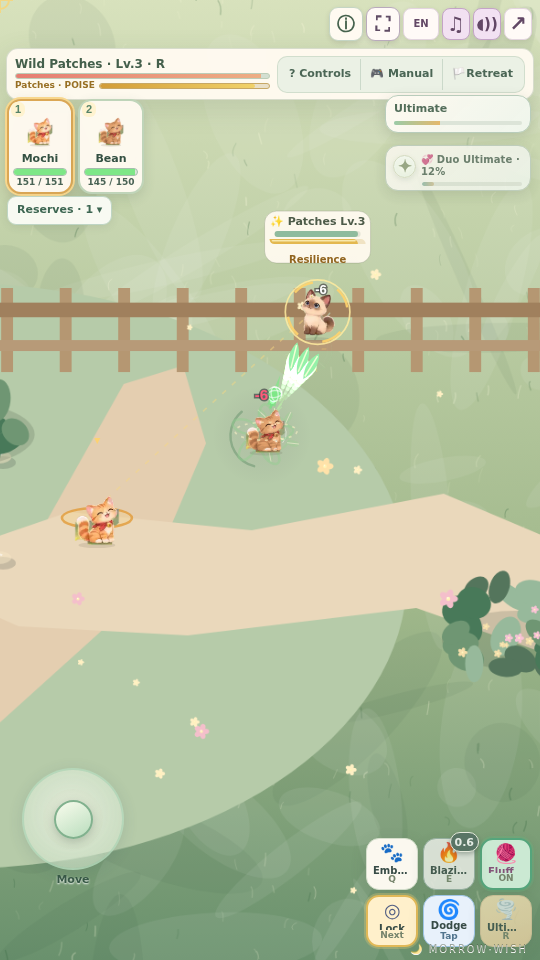 ⓘ
EN
Wild Patches · Lv.3 · R
Patches · POISE
? Controls
🎮 Manual
🏳️Retreat
1
Mochi
151 / 151
2
Bean
145 / 150
Ultimate
💞 Duo Ultimate ·
12%
Reserves · 1 ▾
✨ Patches Lv.3
Resilience
-6
-6
Move
Emb…
Q
0.6
Blazi…
E
Fluff
ON
Lock
Next
Dodge
Tap
Ulti…
R
🌙 MORROW-WISH